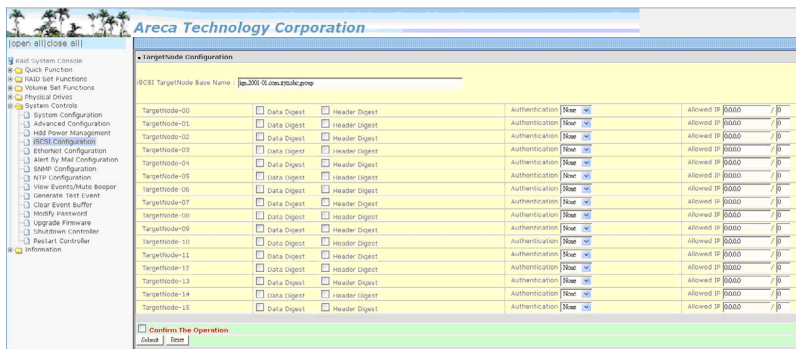 Areca Technology Corporation
|open all|close all|
Raid System Console
Quick Function
RAID Set Functions
Volume Set Functions
Physical Drives
System Controls
System Configuration
Advanced Configuration
Hdd Power Management
iSCSI Configuration
EtherNet Configuration
Alert By Mail Configuration
SNMP Configuration
NTP Configuration
View Events/Mute Beeper
Generate Test Event
Clear Event Buffer
Modify Password
Upgrade Firmware
Shutdown Controller
Restart Controller
Information
TargetNode Configuration
iSCSI TargetNode Base Name :
TargetNode-00 Data Digest Header Digest Authentication None Allowed IP 0.0.0.0 / 0
TargetNode-01 Data Digest Header Digest Authentication None Allowed IP 0.0.0.0 / 0
TargetNode-02 Data Digest Header Digest Authentication None Allowed IP 0.0.0.0 / 0
TargetNode-03 Data Digest Header Digest Authentication None Allowed IP 0.0.0.0 / 0
TargetNode-04 Data Digest Header Digest Authentication None Allowed IP 0.0.0.0 / 0
TargetNode-05 Data Digest Header Digest Authentication None Allowed IP 0.0.0.0 / 0
TargetNode-06 Data Digest Header Digest Authentication None Allowed IP 0.0.0.0 / 0
TargetNode-07 Data Digest Header Digest Authentication None Allowed IP 0.0.0.0 / 0
TargetNode-08 Data Digest Header Digest Authentication None Allowed IP 0.0.0.0 / 0
TargetNode-09 Data Digest Header Digest Authentication None Allowed IP 0.0.0.0 / 0
TargetNode-10 Data Digest Header Digest Authentication None Allowed IP 0.0.0.0 / 0
TargetNode-11 Data Digest Header Digest Authentication None Allowed IP 0.0.0.0 / 0
TargetNode-12 Data Digest Header Digest Authentication None Allowed IP 0.0.0.0 / 0
TargetNode-13 Data Digest Header Digest Authentication None Allowed IP 0.0.0.0 / 0
TargetNode-14 Data Digest Header Digest Authentication None Allowed IP 0.0.0.0 / 0
TargetNode-15 Data Digest Header Digest Authentication None Allowed IP 0.0.0.0 / 0
Confirm The Operation
Submit Reset